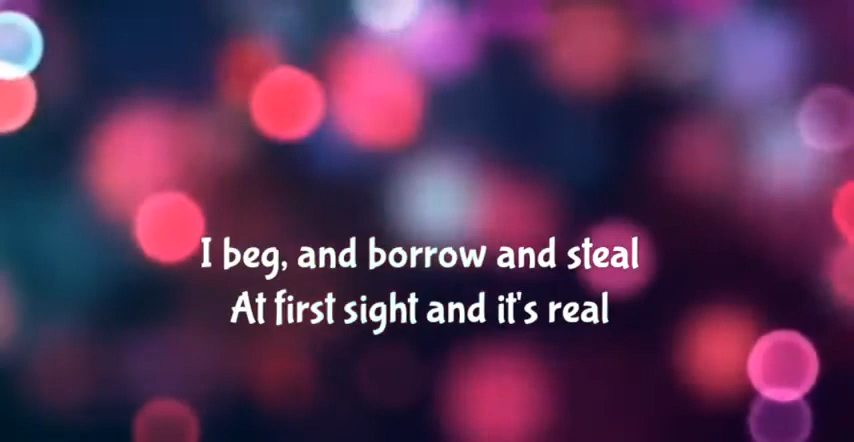 I beg, and borrow and steal
At first sight and it's real